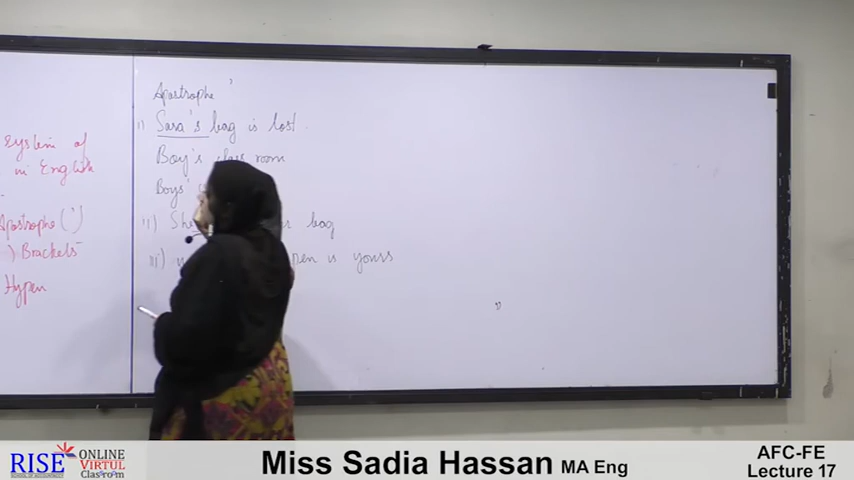 system of
in English
Apostrophe (')
) Brackets
Hypen
Apostrophe '
i) Sara's bag is lost.
Boy's class room
Boys'
ii) She bag
iii) pen is yours
RISE ONLINE
VIRTUL
Classroom
Miss Sadia Hassan MA Eng
AFC-FE
Lecture 17